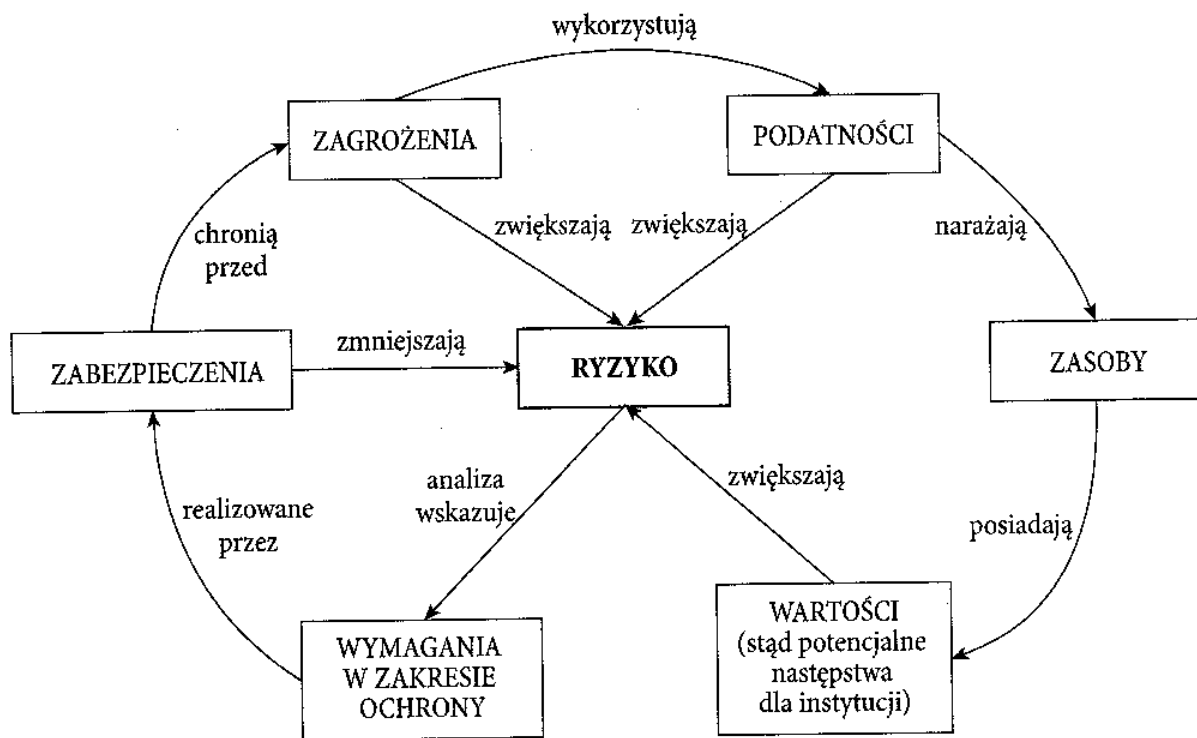 wykorzystują
ZAGROŻENIA
PODATNOŚCI
chronią
przed
zwiększają
zwiększają
narażają
ZABEZPIECZENIA
zmniejszają
RYZYKO
ZASOBY
realizowane
przez
analiza
wskazuje
zwiększają
posiadają
WYMAGANIA
W ZAKRESIE
OCHRONY
WARTOŚCI
(stąd potencjalne
następstwa
dla instytucji)